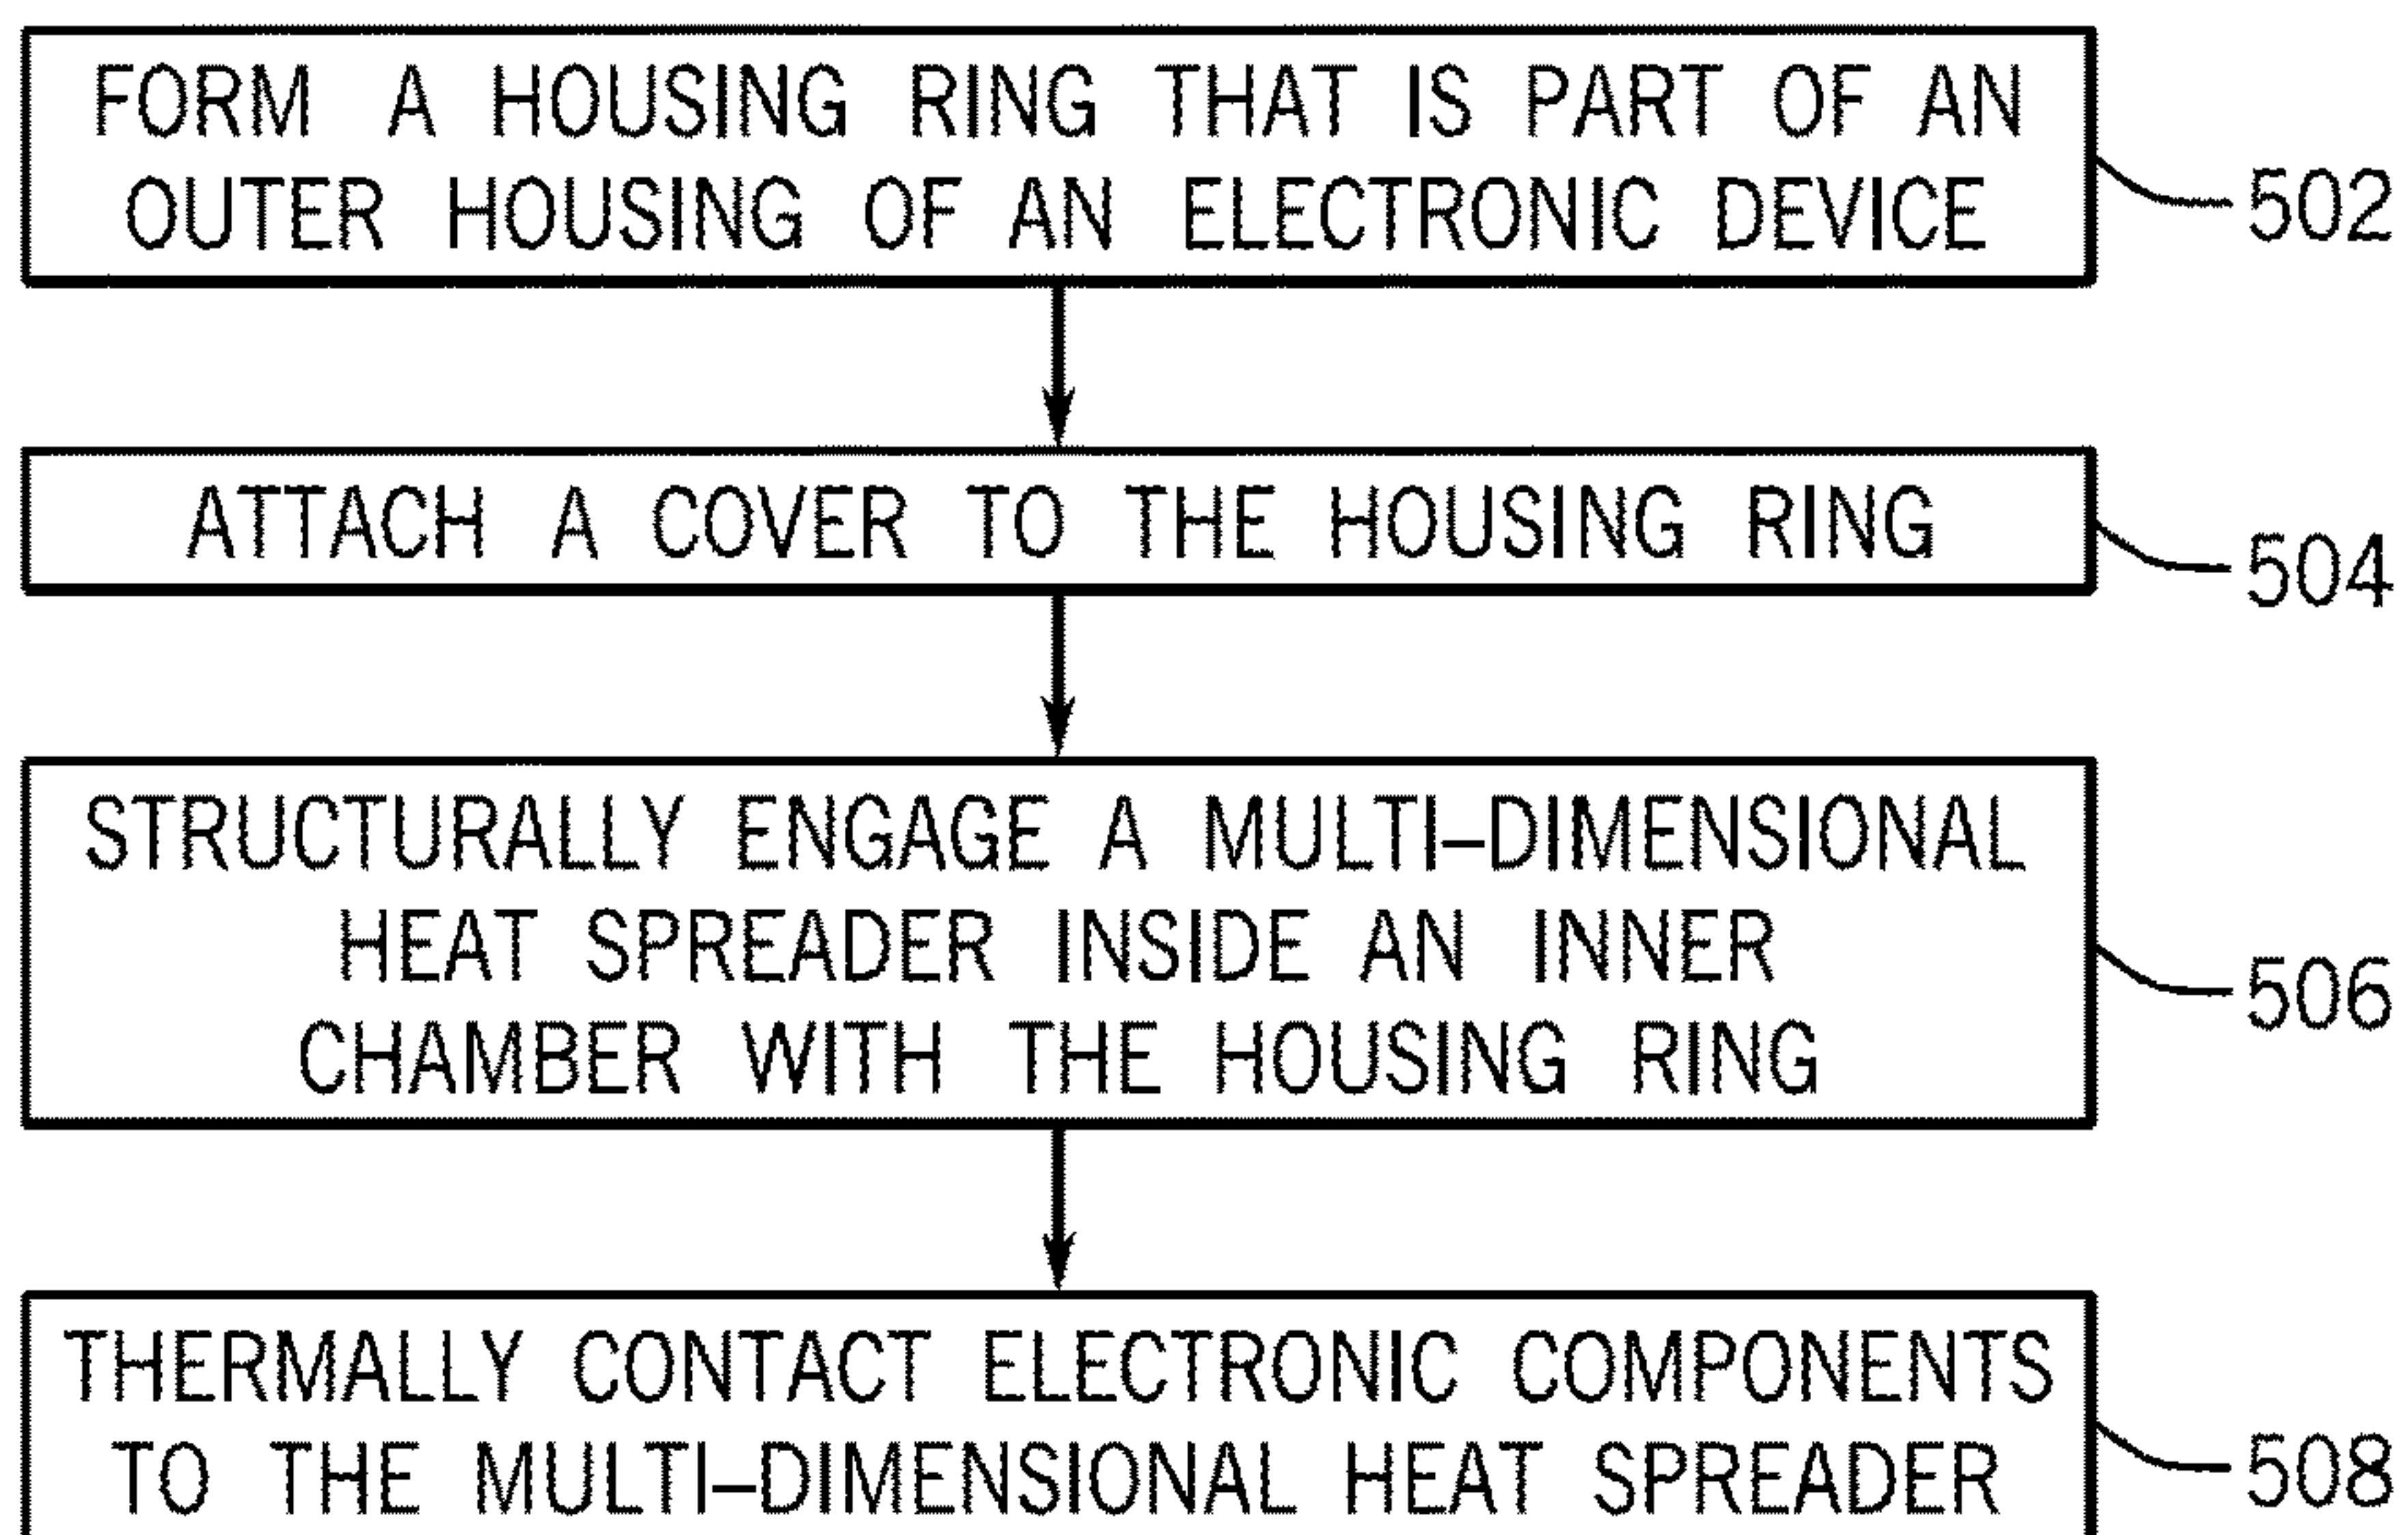 FORM A HOUSING RING THAT IS PART OF AN
OUTER HOUSING OF AN ELECTRONIC DEVICE
502
ATTACH A COVER TO THE HOUSING RING
504
STRUCTURALLY ENGAGE A MULTI–DIMENSIONAL
HEAT SPREADER INSIDE AN INNER
CHAMBER WITH THE HOUSING RING
506
THERMALLY CONTACT ELECTRONIC COMPONENTS
TO THE MULTI–DIMENSIONAL HEAT SPREADER
508